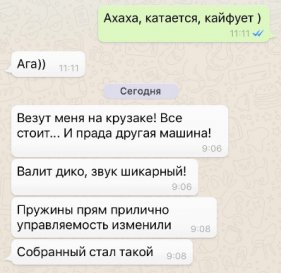 Ахаха, катается, кайфует )
11:11
Ага)) 11:11
Сегодня
Везут меня на крузаке! Все
стоит... И прада другая машина!
9:06
Валит дико, звук шикарный!
9:06
Пружины прям прилично
управляемость изменили 9:08
Собранный стал такой 9:08